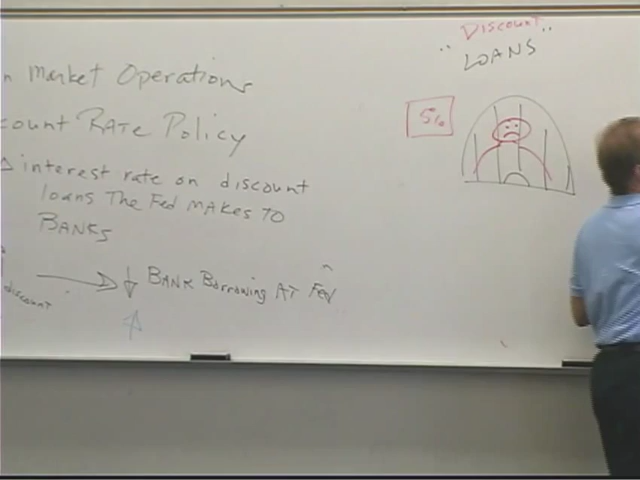 n Market Operations
count Rate Policy
Δ interest rate on discount
loans The Fed makes to
Banks
discount
↓ Bank Borrowing At Fed
"Discount
Loans"
5%